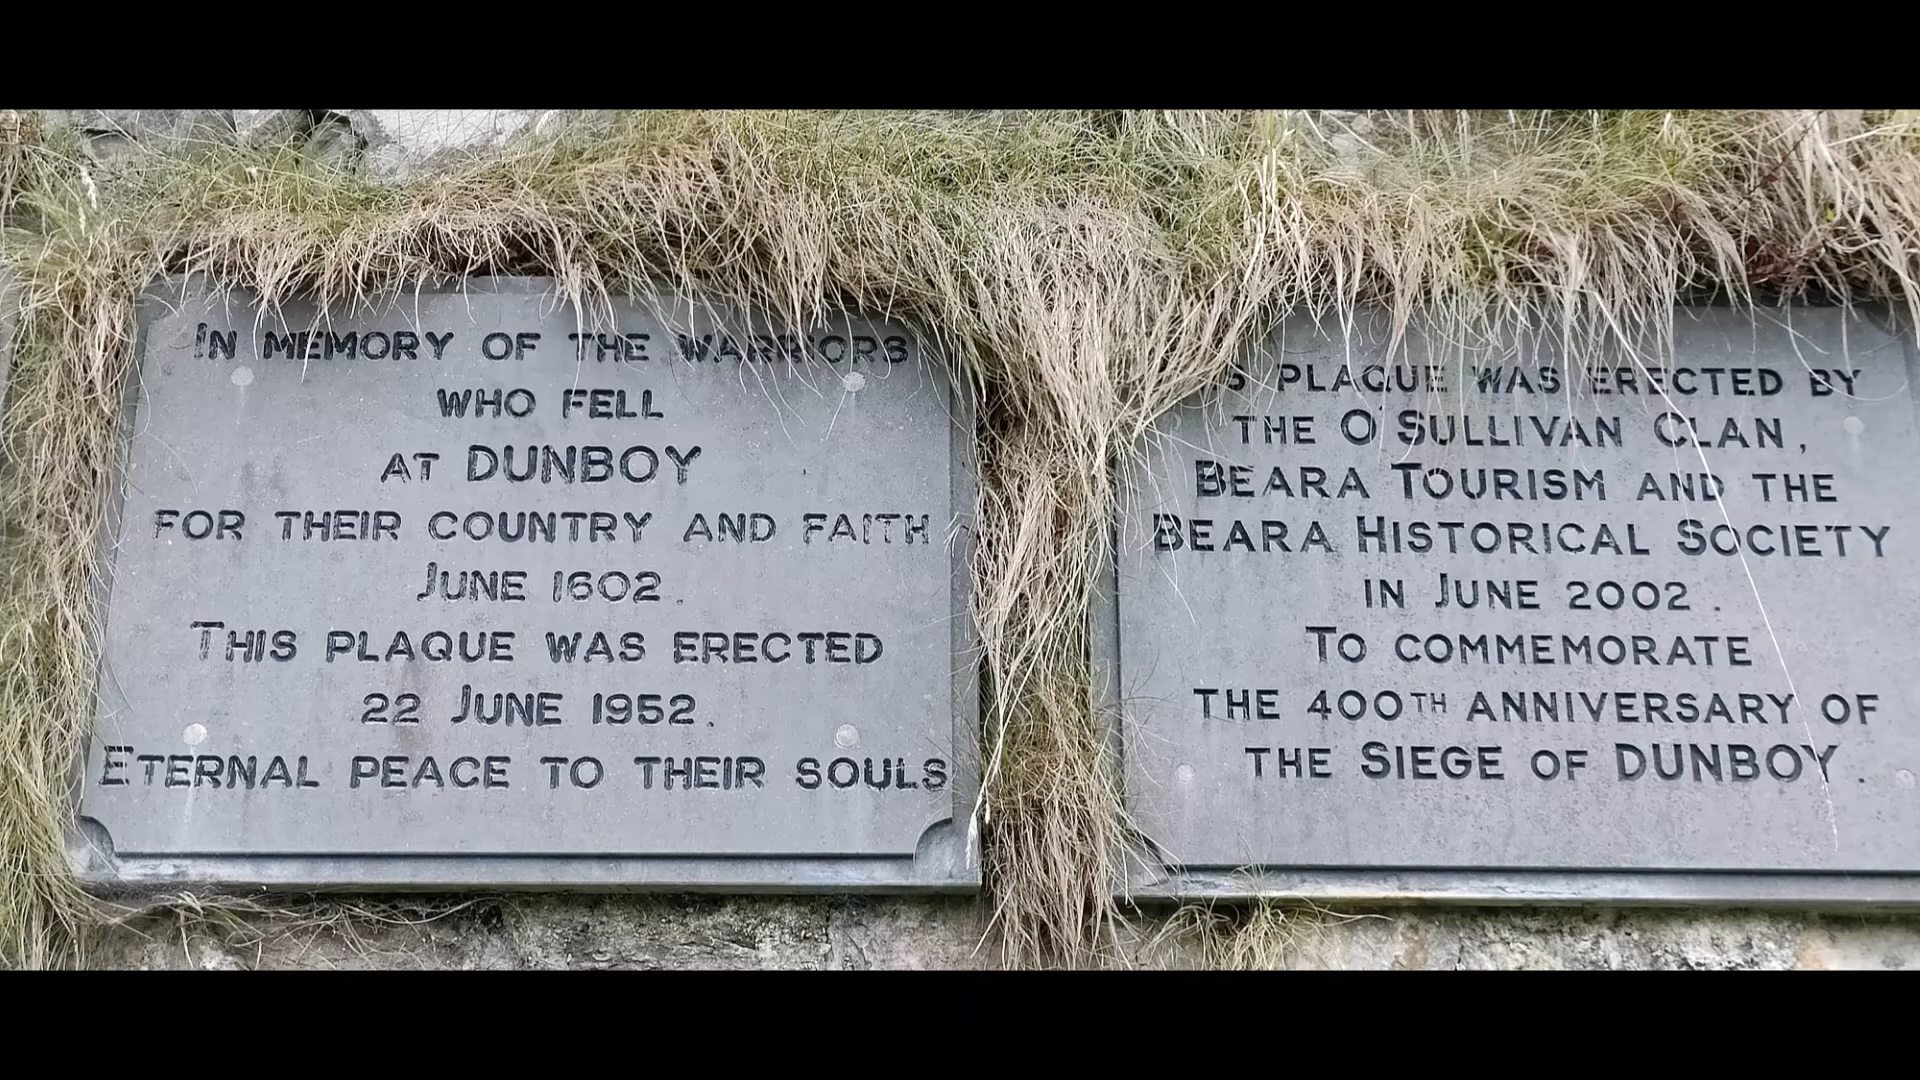 In memory of the warriors
who fell
at DUNBOY
for their country and faith
June 1602.
This plaque was erected
22 June 1952.
Eternal peace to their souls
plaque was erected by
the O'Sullivan Clan,
Beara Tourism and the
Beara Historical Society
in June 2002.
To commemorate
the 400th anniversary of
the Siege of DUNBOY.